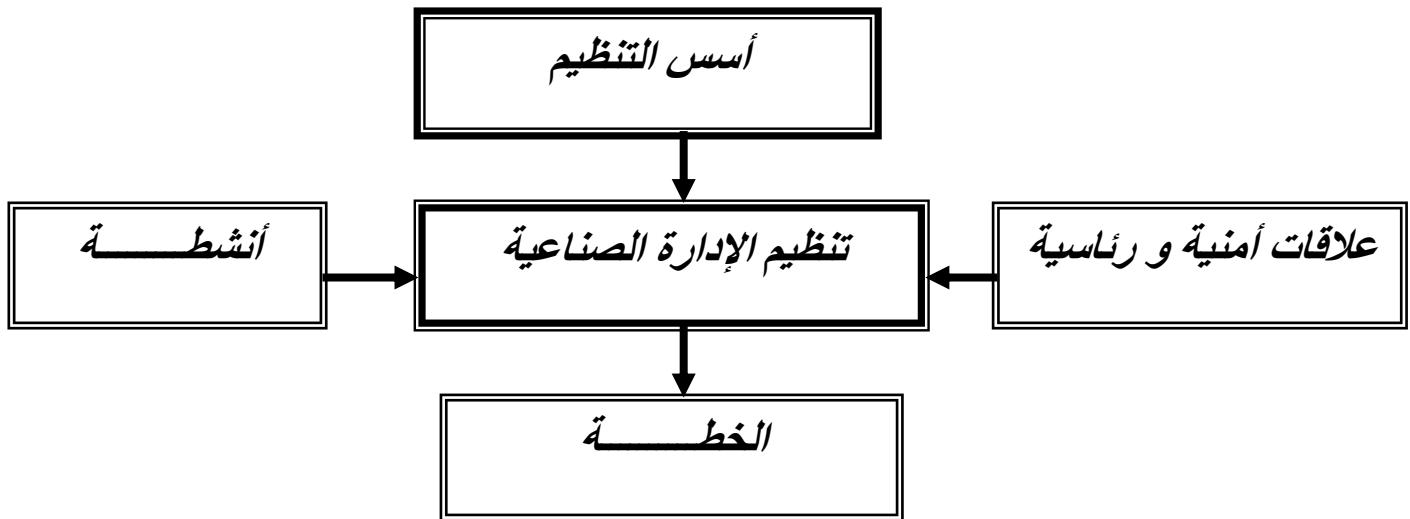 أسس التنظيم
علاقات أمنية و رئاسية
تنظيم الإدارة الصناعية
أنشطـــــــة
الخطـــــــة